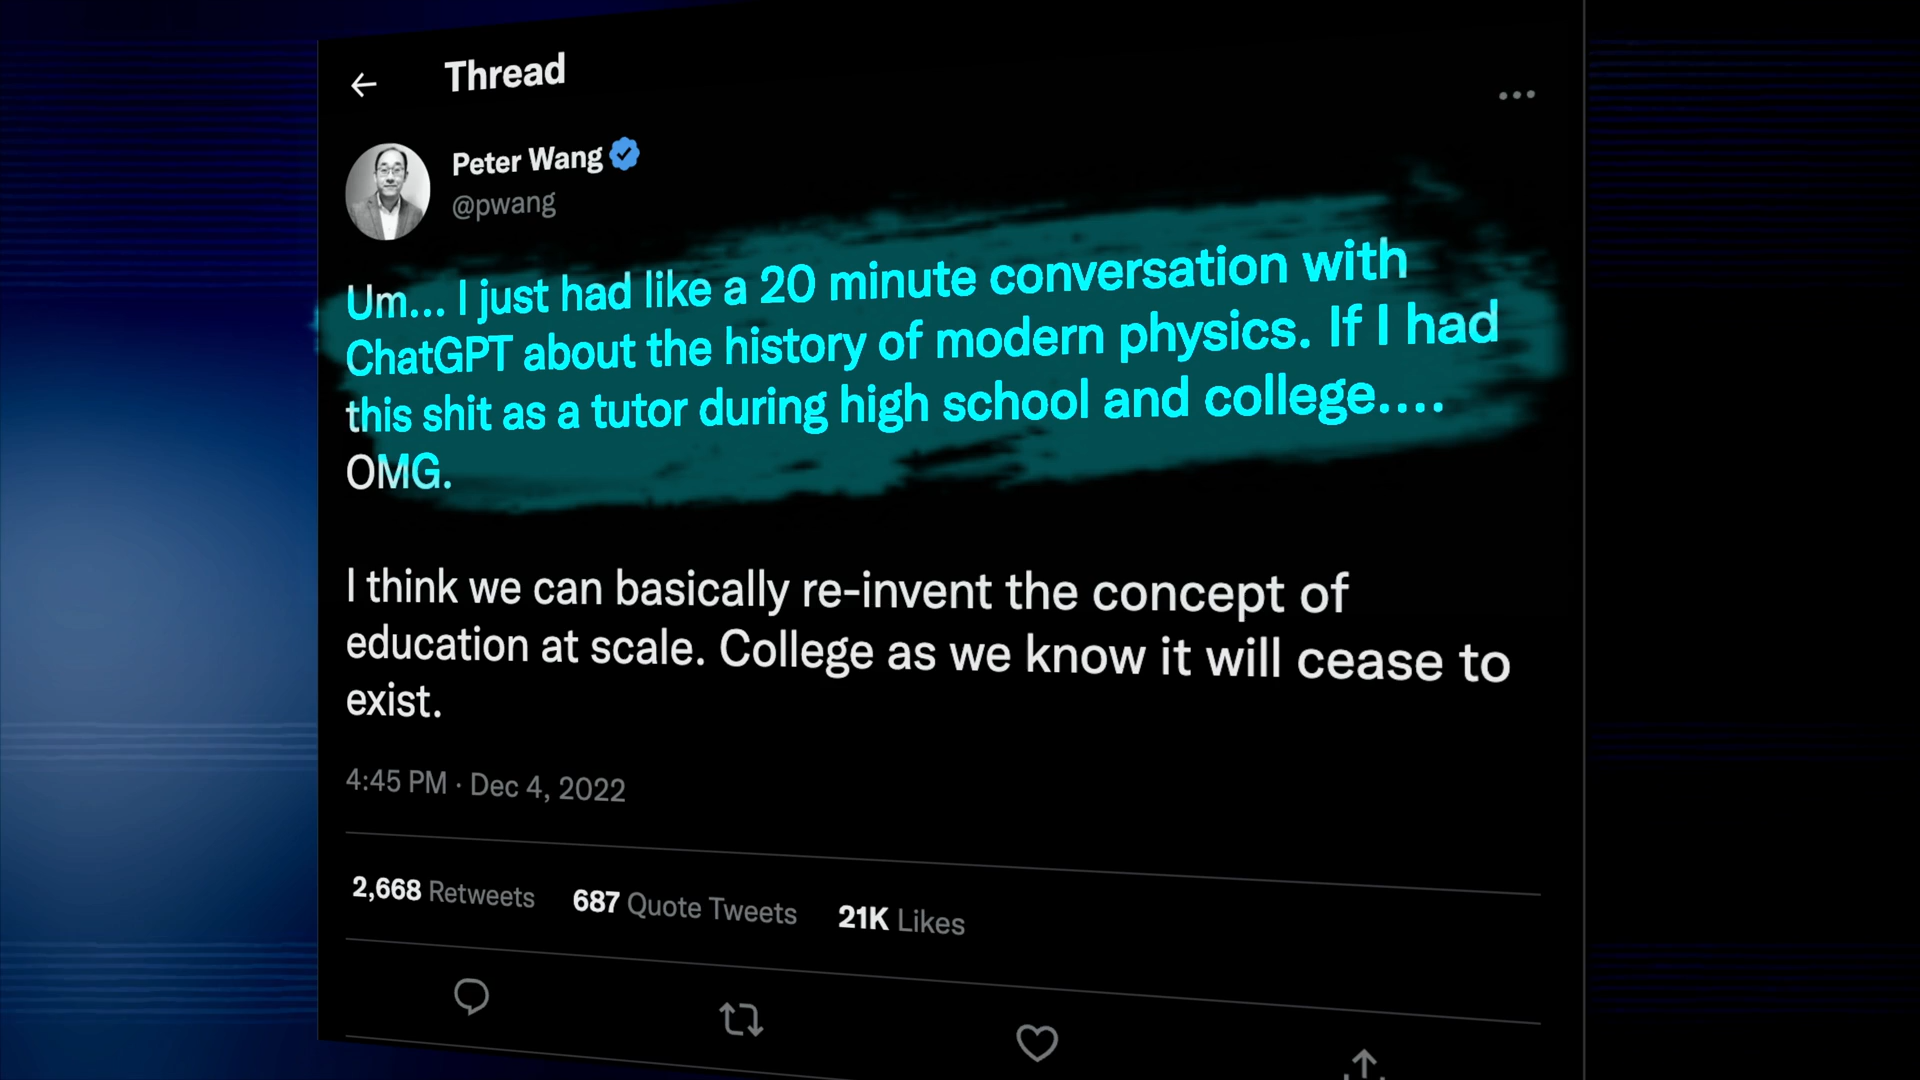 Thread
Peter Wang
@pwang
Um... I just had like a 20 minute conversation with
ChatGPT about the history of modern physics. If I had
this shit as a tutor during high school and college....
OMG.
I think we can basically re-invent the concept of
education at scale. College as we know it will cease to
exist.
4:45 PM · Dec 4, 2022
2,668 Retweets 687 Quote Tweets 21K Likes